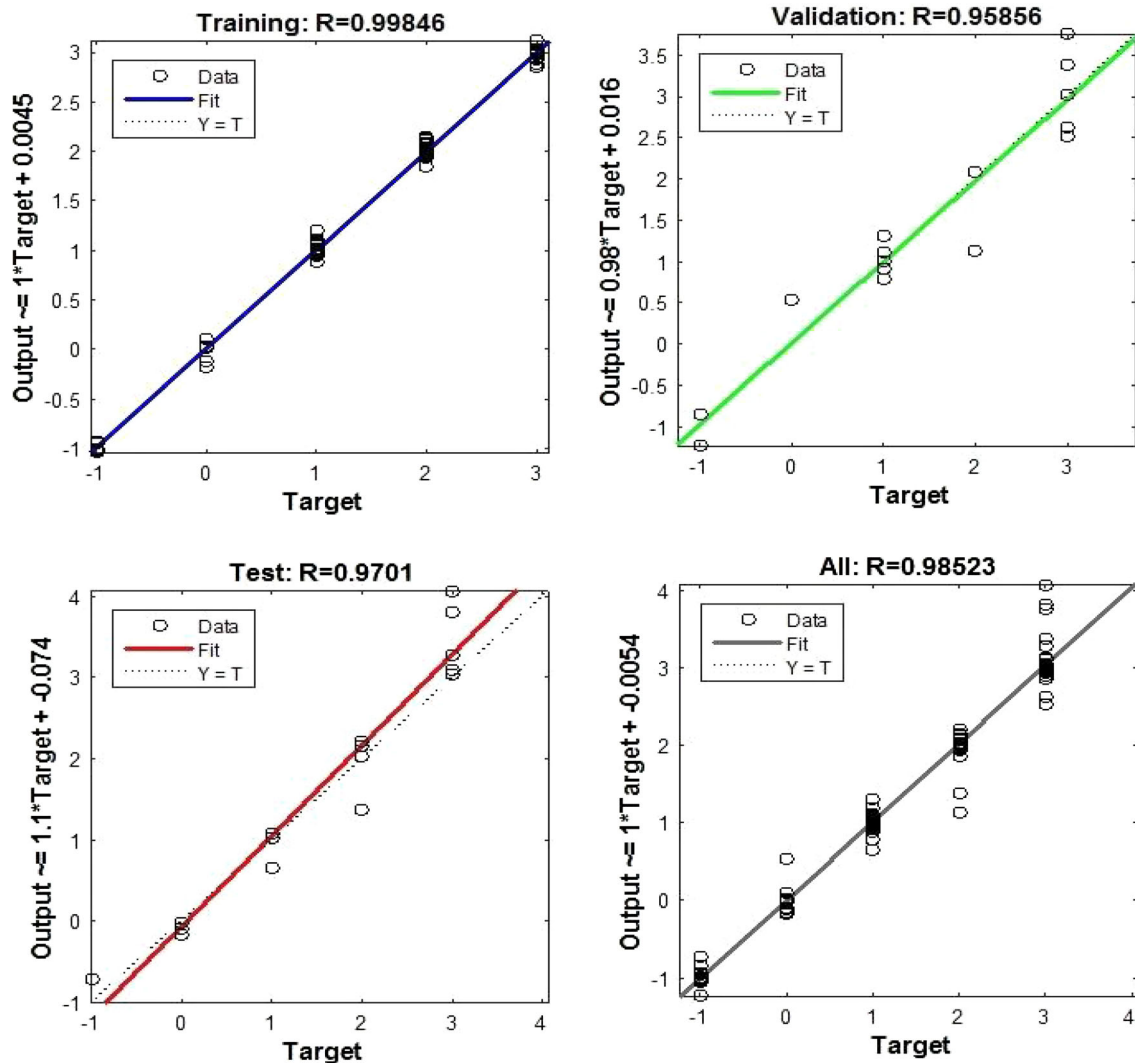 Training: R=0.99846
Output ~= 1*Target + 0.0045
Data
Fit
Y = T
3
2.5
2
1.5
1
0.5
0
-0.5
-1
-1 0 1 2 3
Target
Validation: R=0.95856
Output ~= 0.98*Target + 0.016
Data
Fit
Y = T
3.5
3
2.5
2
1.5
1
0.5
0
-0.5
-1
-1 0 1 2 3
Target
Test: R=0.9701
Output ~= 1.1*Target + -0.074
Data
Fit
Y = T
4
3
2
1
0
-1
-1 0 1 2 3 4
Target
All: R=0.98523
Output ~= 1*Target + -0.0054
Data
Fit
Y = T
4
3
2
1
0
-1
-1 0 1 2 3 4
Target